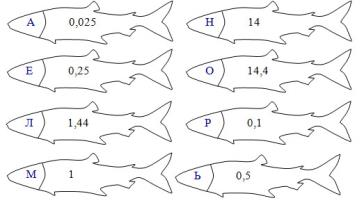 А 0,025 Н 14
Е 0,25 О 14,4
Л 1,44 Р 0,1
М 1 Ь 0,5